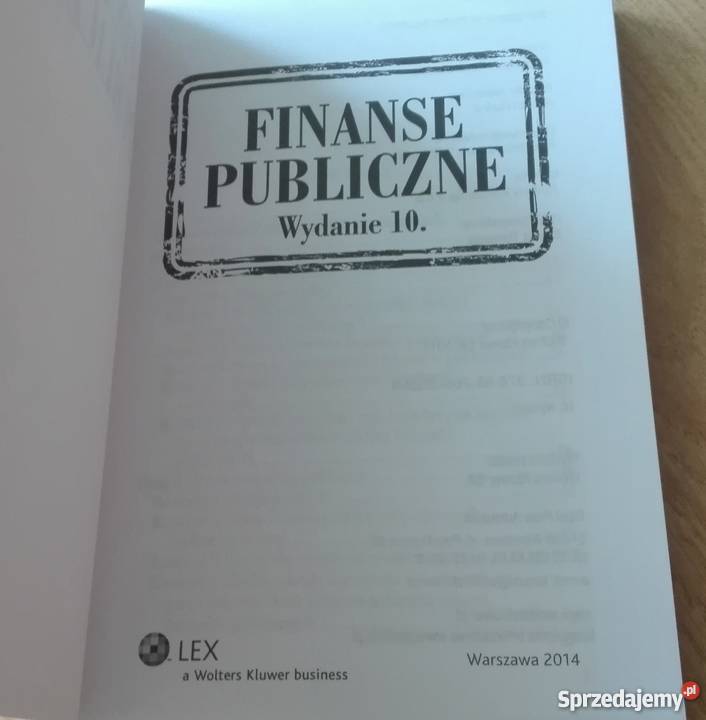 FINANSE
PUBLICZNE
Wydanie 10.
LEX
a Wolters Kluwer business
Warszawa 2014
Sprzedajemy.pl